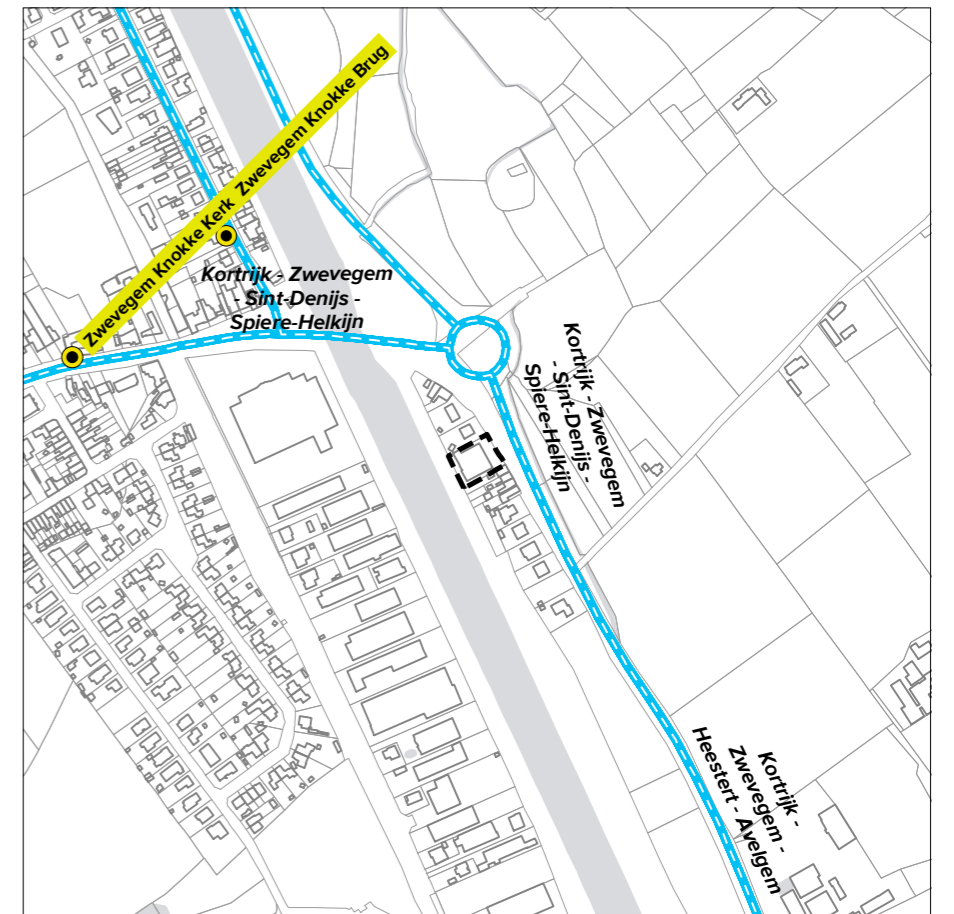 Zwevegem Knokke Kerk
Zwevegem Knokke Brug
Kortrijk - Zwevegem
- Sint-Denijs -
Spiere-Helkijn
Kortrijk - Zwevegem
- Sint-Denijs -
Spiere-Helkijn
Kortrijk -
Zwevegem -
Heestert - Avelgem